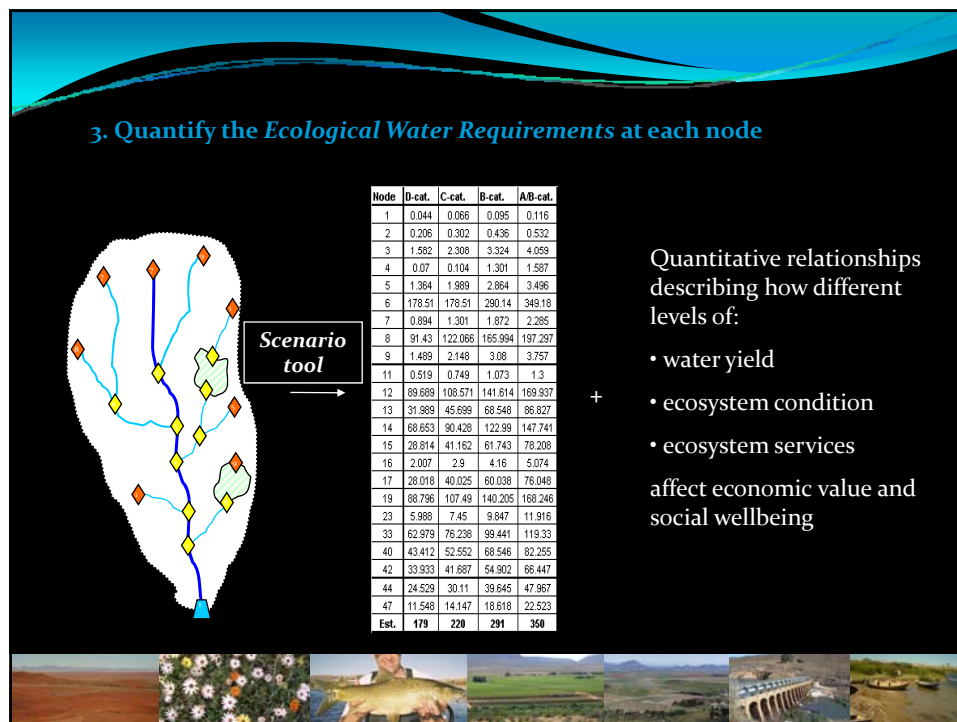 3. Quantify the Ecological Water Requirements at each node
Scenario
tool
Node D-cat. C-cat. B-cat. A/B-cat.
1 0.044 0.066 0.095 0.116
2 0.206 0.302 0.436 0.532
3 1.582 2.308 3.324 4.059
4 0.07 0.104 1.301 1.587
5 1.364 1.989 2.864 3.496
6 178.51 178.51 290.14 349.18
7 0.894 1.301 1.872 2.285
8 91.43 122.066 165.994 197.297
9 1.489 2.148 3.08 3.757
11 0.519 0.749 1.073 1.3
12 89.689 108.571 141.614 169.937
13 31.989 45.699 68.548 86.827
14 68.653 90.428 122.99 147.741
15 28.814 41.162 61.743 78.208
16 2.007 2.9 4.16 5.074
17 28.018 40.025 60.038 76.048
19 88.796 107.49 140.205 168.246
23 5.988 7.45 9.847 11.916
33 62.979 76.238 99.441 119.33
40 43.412 52.552 68.546 82.255
42 33.933 41.687 54.902 66.447
44 24.529 30.11 39.645 47.967
47 11.548 14.147 18.618 22.523
Est. 179 220 291 350
+
Quantitative relationships
describing how different
levels of:
• water yield
• ecosystem condition
• ecosystem services
affect economic value and
social wellbeing